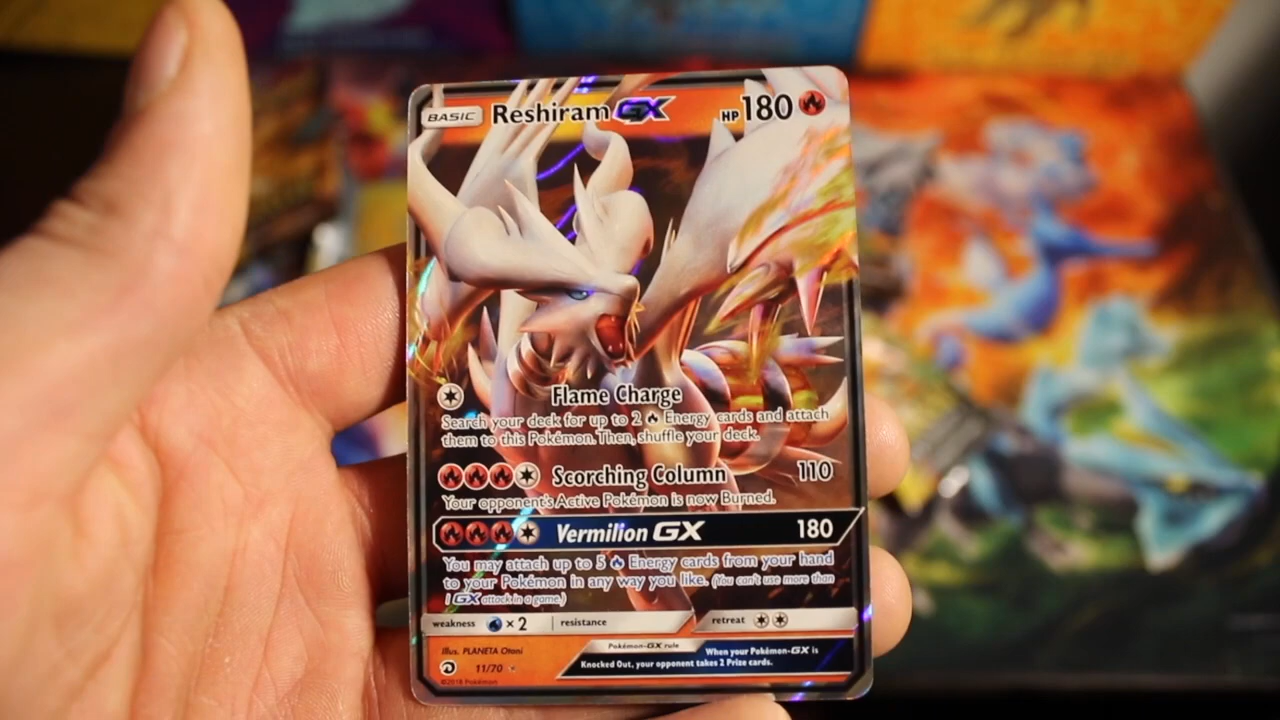 BASIC Reshiram GX HP 180
Flame Charge
Search your deck for up to 2 Energy cards and attach
them to this Pokémon. Then, shuffle your deck.
Scorching Column 110
Your opponent's Active Pokémon is now Burned.
Vermilion GX 180
You may attach up to 5 Energy cards from your hand
to your Pokémon in any way you like. (You can't use more than
1 GX attack in a game.)
weakness ×2 resistance retreat
Illus. PLANETA Otani
Pokémon-GX rule When your Pokémon-GX is
Knocked Out, your opponent takes 2 Prize cards.
11/70
©2018 Pokémon